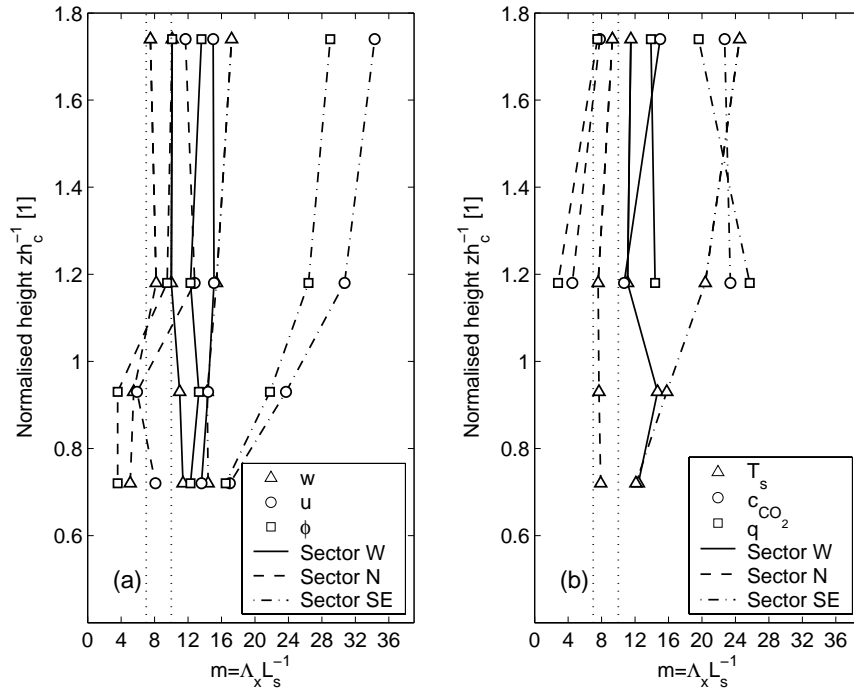 1.8
1.6
1.4
1.2
1
0.8
0.6
Normalised height zh_c^{-1} [1]
w
u
ϕ
Sector W
Sector N
Sector SE
(a)
0 4 8 12 16 20 24 28 32 36
m=Λ_x L_s^{-1}
1.8
1.6
1.4
1.2
1
0.8
0.6
Normalised height zh_c^{-1} [1]
T_s
c_{CO_2}
q
Sector W
Sector N
Sector SE
(b)
0 4 8 12 16 20 24 28 32 36
m=Λ_x L_s^{-1}